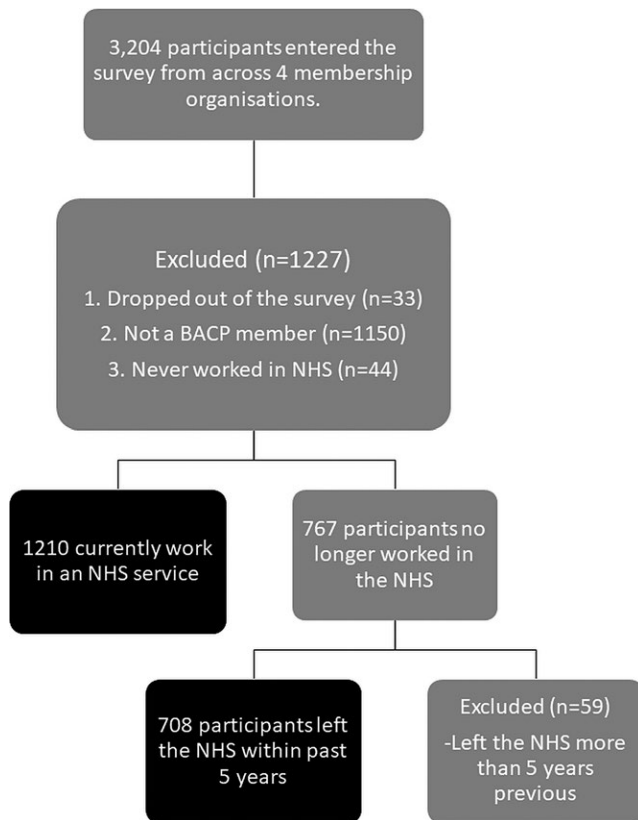 3,204 participants entered the
survey from across 4 membership
organisations.
Excluded (n=1227)
1. Dropped out of the survey (n=33)
2. Not a BACP member (n=1150)
3. Never worked in NHS (n=44)
1210 currently work
in an NHS service
767 participants no
longer worked in
the NHS
708 participants left
the NHS within past
5 years
Excluded (n=59)
-Left the NHS more
than 5 years
previous